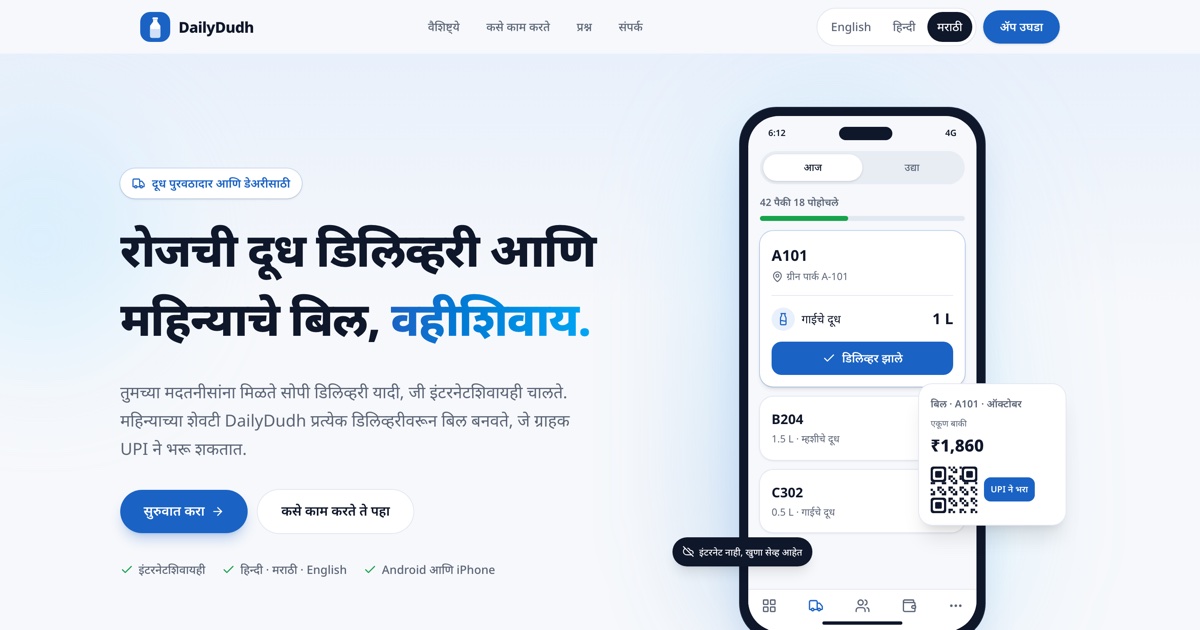 DailyDudh
वैशिष्ट्ये
कसे काम करते
प्रश्न
संपर्क
English
हिन्दी
मराठी
ॲप उघडा
दूध पुरवठादार आणि डेअरीसाठी
रोजची दूध डिलिव्हरी आणि
महिन्याचे बिल, वहीशिवाय.
तुमच्या मदतनीसांना मिळते सोपी डिलिव्हरी यादी, जी इंटरनेटशिवायही चालते.
महिन्याच्या शेवटी DailyDudh प्रत्येक डिलिव्हरीवरून बिल बनवते, जे ग्राहक
UPI ने भरू शकतात.
सुरुवात करा
कसे काम करते ते पहा
इंटरनेटशिवायही
हिन्दी · मराठी · English
Android आणि iPhone
6:12
4G
आज
उद्या
42 पैकी 18 पोहोचले
A101
ग्रीन पार्क A-101
गाईचे दूध
1 L
डिलिव्हर झाले
B204
1.5 L · म्हशीचे दूध
C302
0.5 L · गाईचे दूध
बिल · A101 · ऑक्टोबर
एकूण बाकी
₹1,860
UPI ने भरा
इंटरनेट नाही, खुणा सेव्ह आहेत